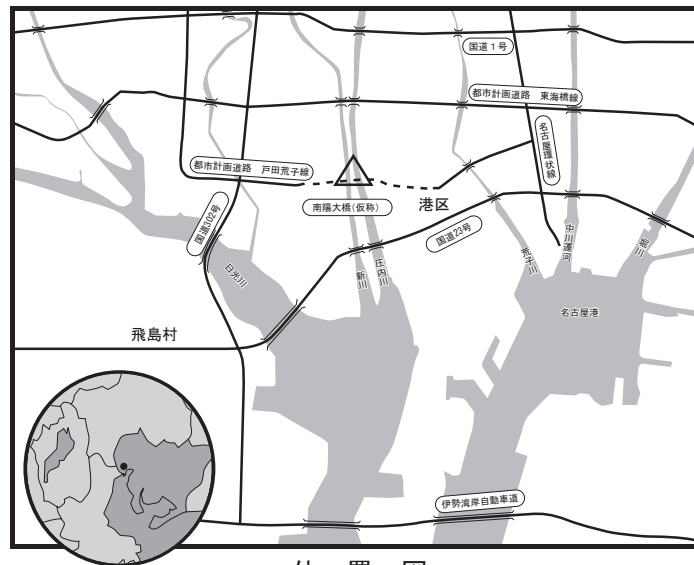 国道1号
都市計画道路 東海橋線
名古屋環状線
都市計画道路 戸田荒子線
南陽大橋(仮称)
港区
国道302号
国道23号
日光川
新川
庄内川
荒子川
中川運河
堀川
名古屋港
飛島村
伊勢湾岸自動車道
位置図